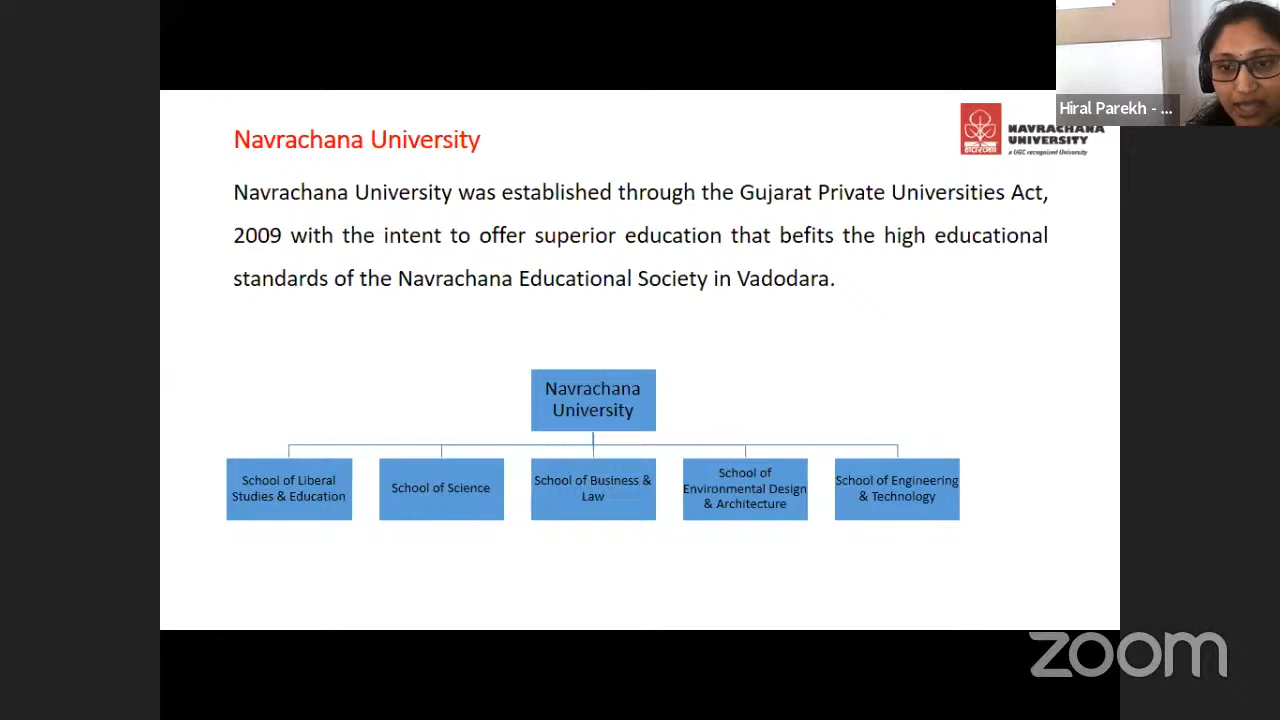 Hiral Parekh - ...
Navrachana University
NAVRACHANA
UNIVERSITY
a UGC recognized University
Navrachana University was established through the Gujarat Private Universities Act,
2009 with the intent to offer superior education that befits the high educational
standards of the Navrachana Educational Society in Vadodara.
Navrachana
University
School of Liberal
Studies & Education
School of Science
School of Business &
Law
School of
Environmental Design
& Architecture
School of Engineering
& Technology
zoom